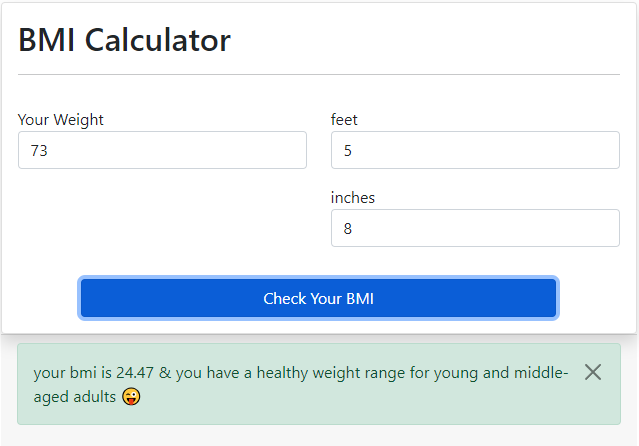 BMI Calculator
Your Weight
73
feet
5
inches
8
Check Your BMI
your bmi is 24.47 & you have a healthy weight range for young and middle-
aged adults 😜